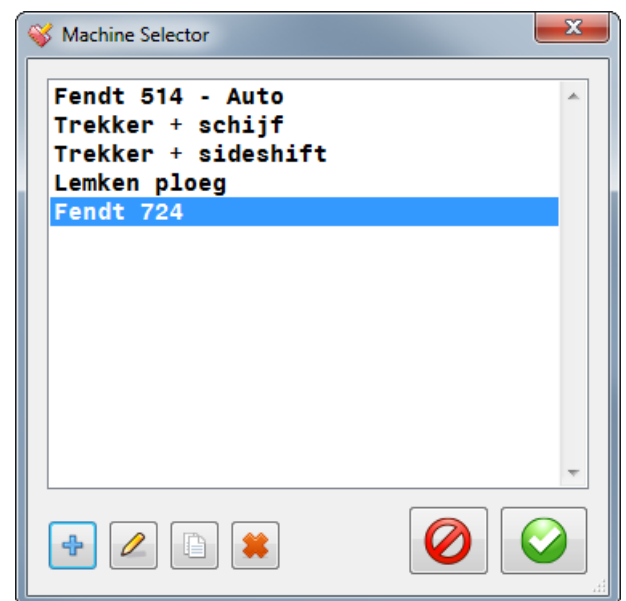 Machine Selector
Fendt 514 - Auto
Trekker + schijf
Trekker + sideshift
Lemken ploeg
Fendt 724